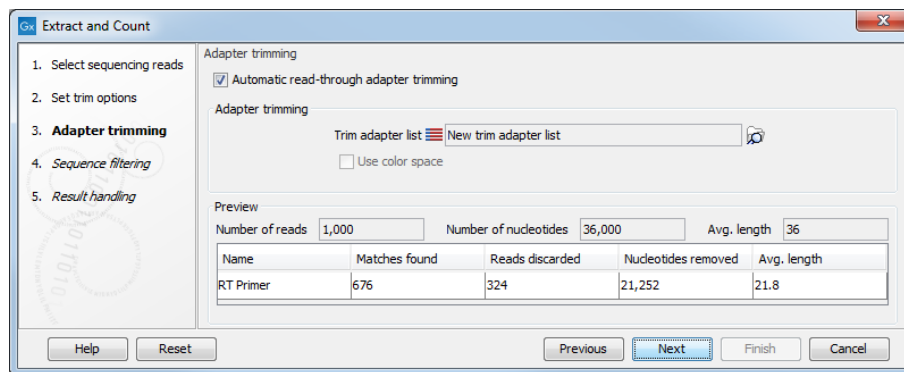 Gx Extract and Count
x
1. Select sequencing reads
2. Set trim options
3. Adapter trimming
4. Sequence filtering
5. Result handling
Adapter trimming
Automatic read-through adapter trimming
Adapter trimming
Trim adapter list New trim adapter list
Use color space
Preview
Number of reads 1,000 Number of nucleotides 36,000 Avg. length 36
Name Matches found Reads discarded Nucleotides removed Avg. length
RT Primer 676 324 21,252 21.8
Help Reset Previous Next Finish Cancel